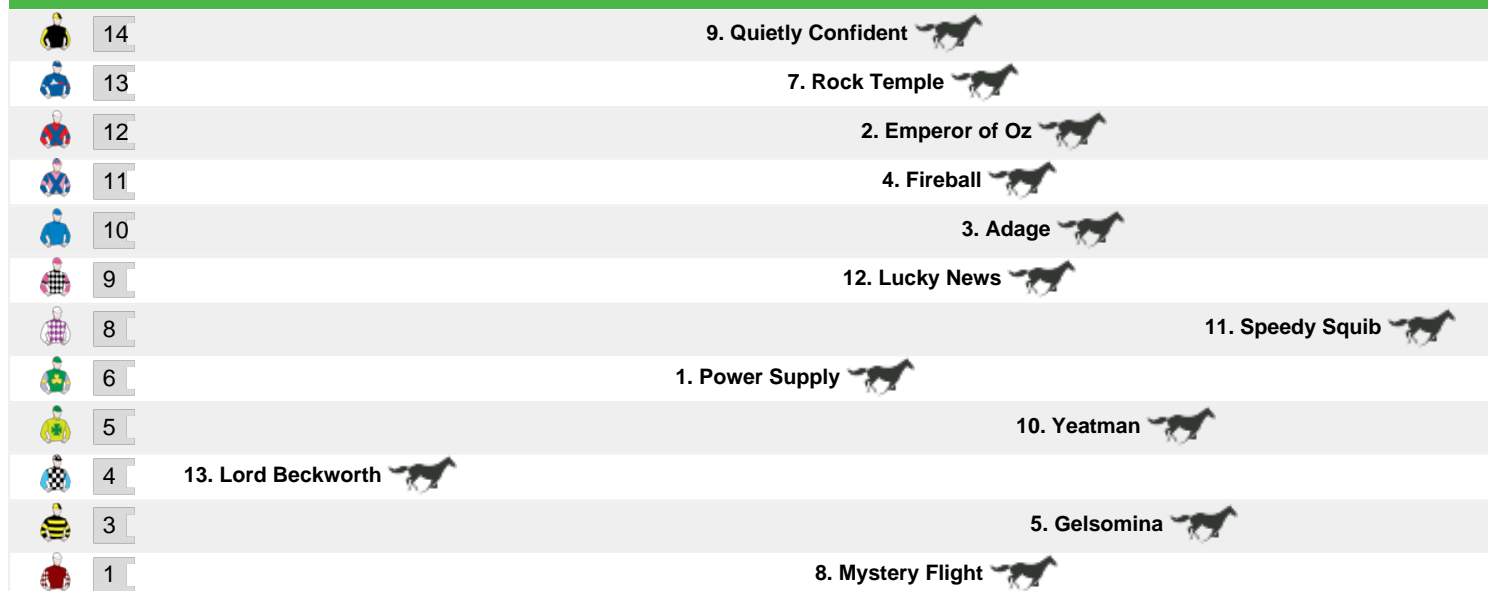 14 9. Quietly Confident
13 7. Rock Temple
12 2. Emperor of Oz
11 4. Fireball
10 3. Adage
9 12. Lucky News
8 11. Speedy Squib
6 1. Power Supply
5 10. Yeatman
4 13. Lord Beckworth
3 5. Gelsomina
1 8. Mystery Flight